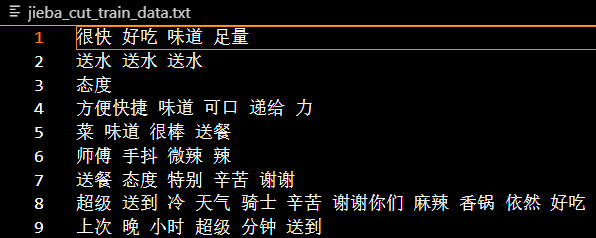 jieba_cut_train_data.txt
1 很快 好吃 味道 足量
2 送水 送水 送水
3 态度
4 方便快捷 味道 可口 递给 力
5 菜 味道 很棒 送餐
6 师傅 手抖 微辣 辣
7 送餐 态度 特别 辛苦 谢谢
8 超级 送到 冷 天气 骑士 辛苦 谢谢你们 麻辣 香锅 依然 好吃
9 上次 晚 小时 超级 分钟 送到